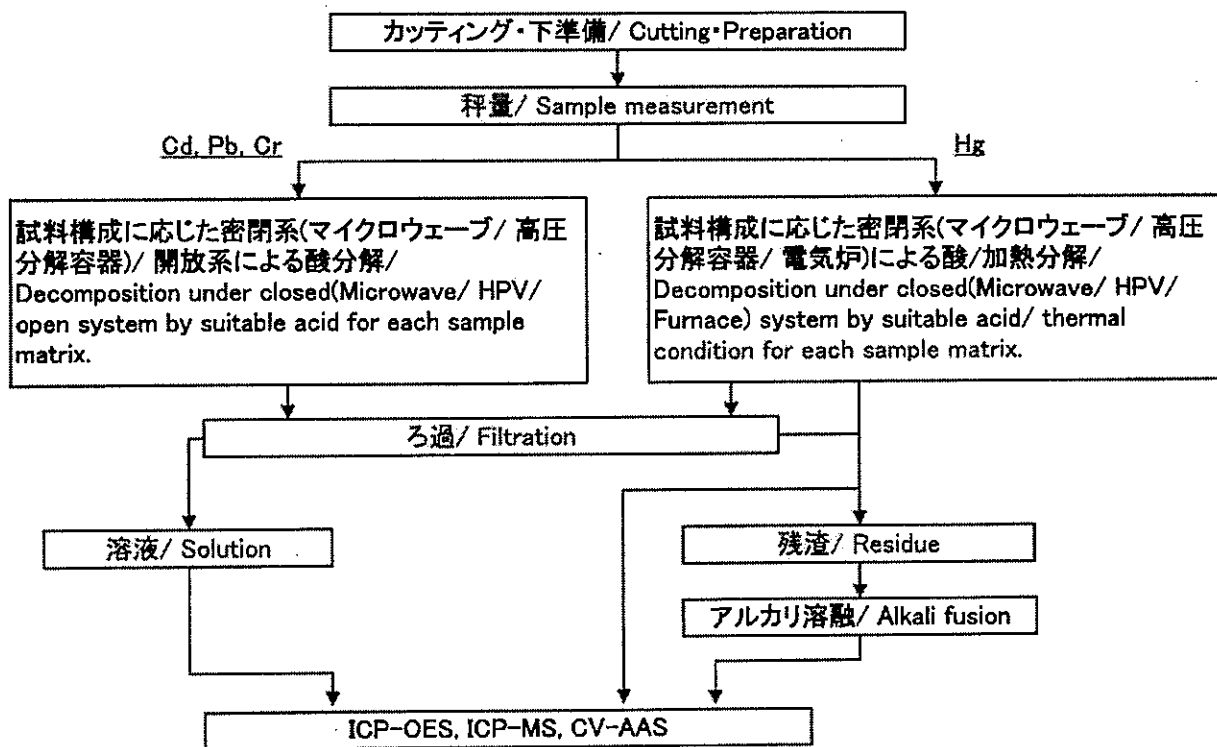 カッティング・下準備/ Cutting・Preparation
秤量/ Sample measurement
Cd, Pb, Cr
Hg
試料構成に応じた密閉系(マイクロウェーブ/ 高圧
分解容器)/ 開放系による酸分解/
Decomposition under closed(Microwave/ HPV/
open system by suitable acid for each sample
matrix.
試料構成に応じた密閉系(マイクロウェーブ/ 高圧
分解容器/ 電気炉)による酸/加熱分解/
Decomposition under closed(Microwave/ HPV/
Furnace) system by suitable acid/ thermal
condition for each sample matrix.
ろ過/ Filtration
溶液/ Solution
残渣/ Residue
アルカリ溶融/ Alkali fusion
ICP-OES, ICP-MS, CV-AAS